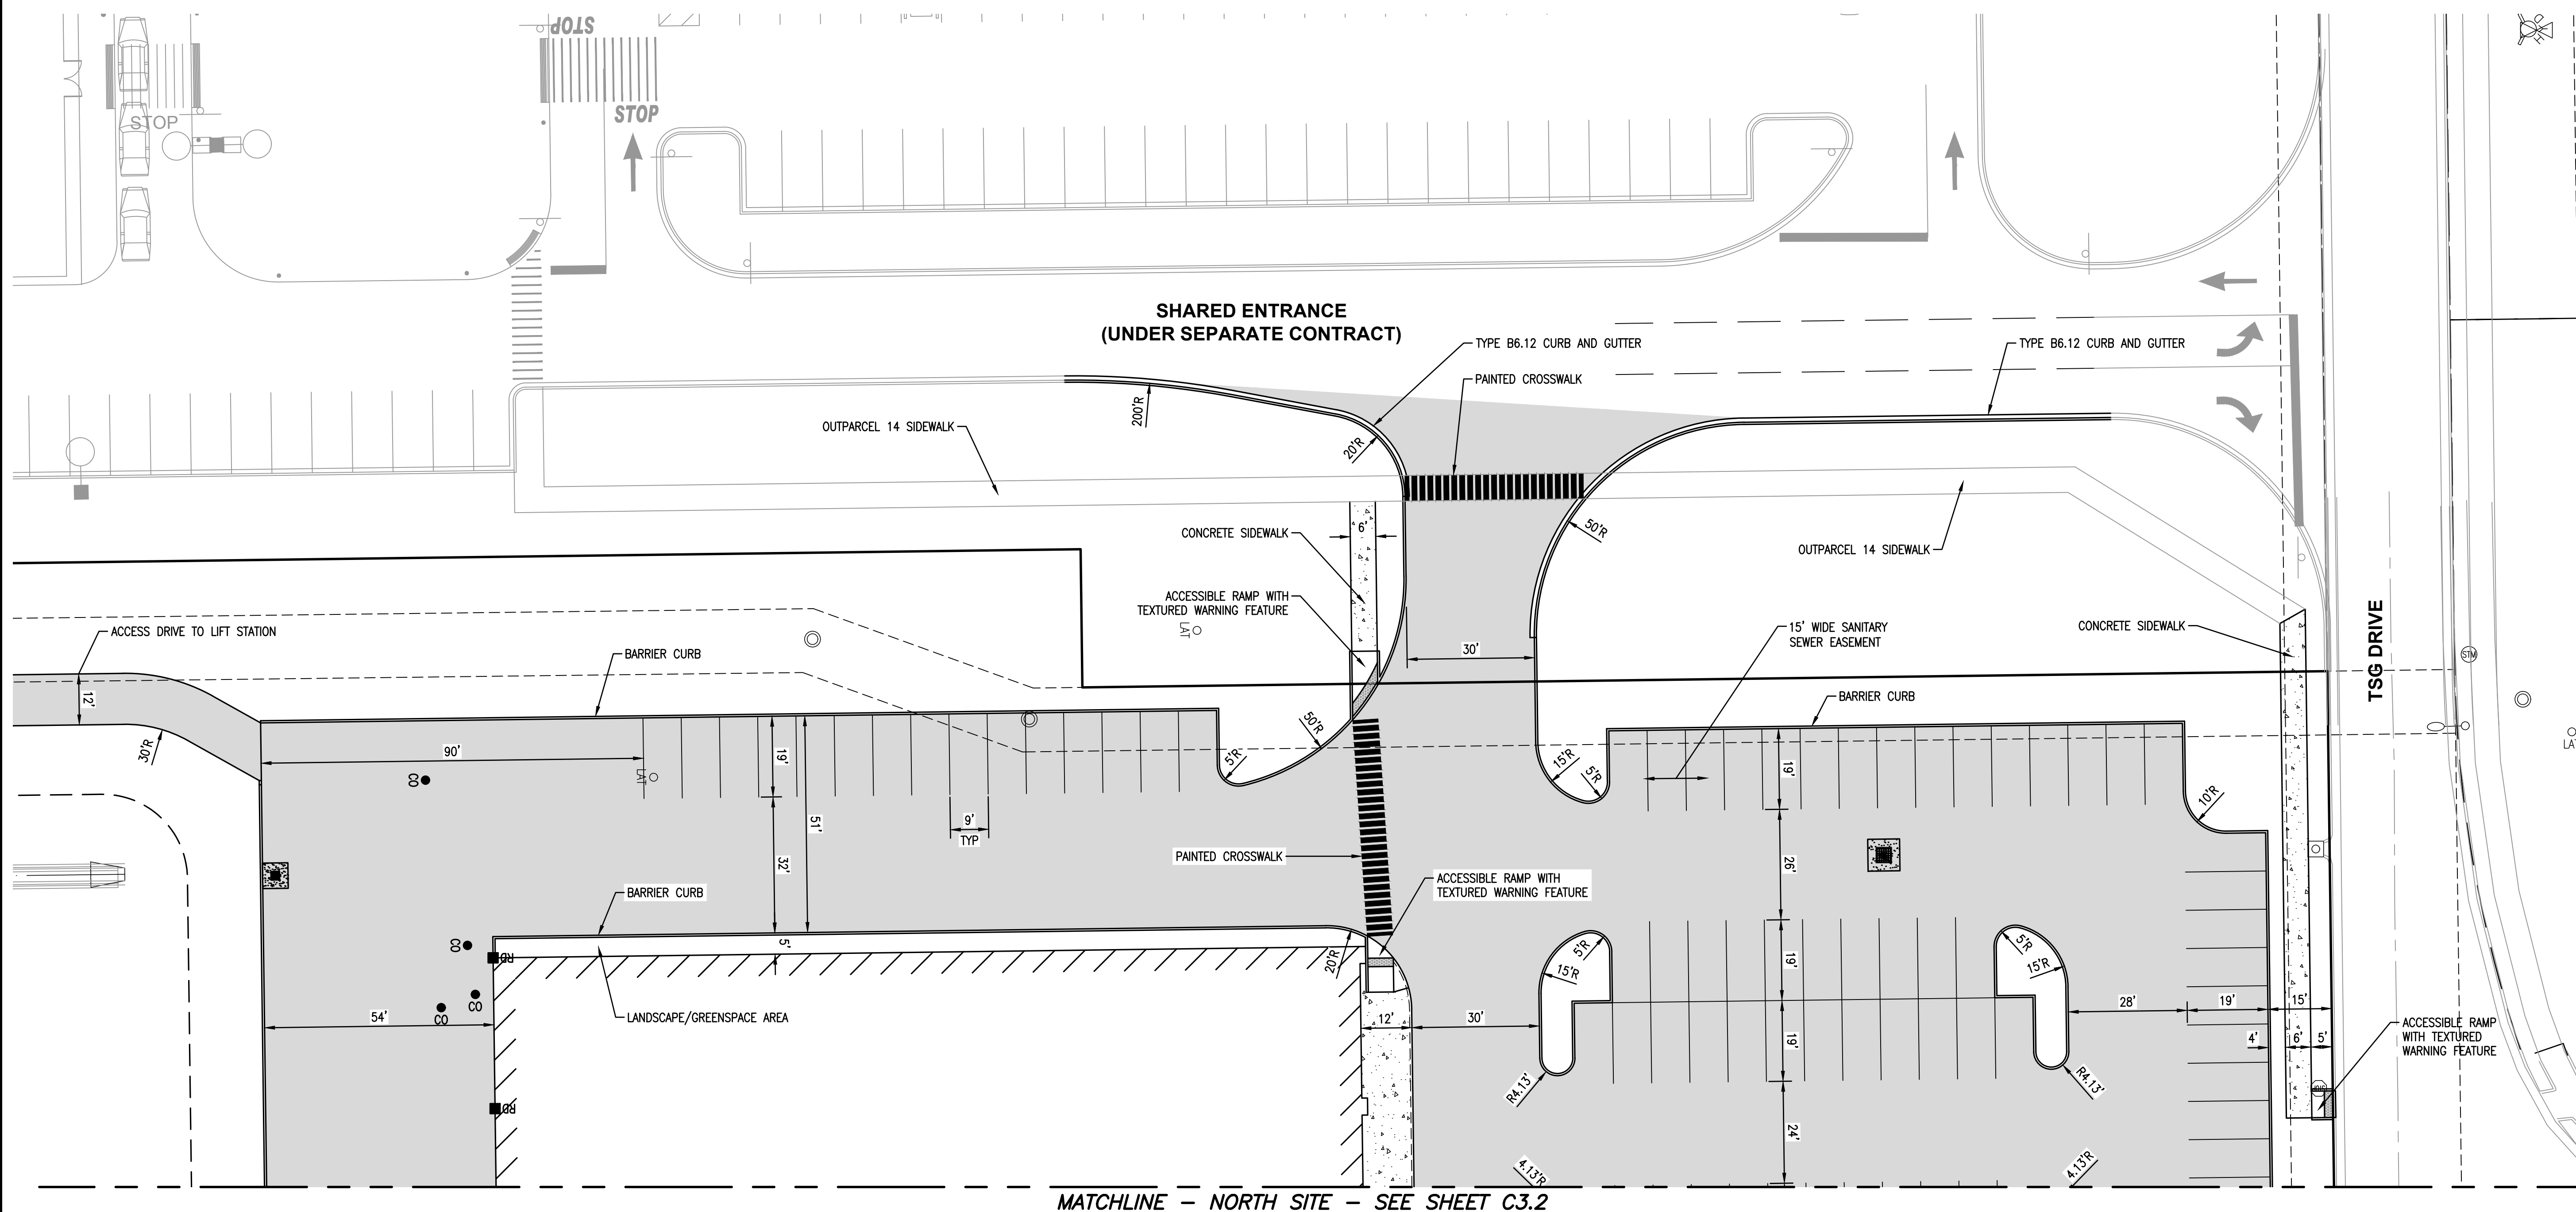 STOP
STOP
STOP
SHARED ENTRANCE
(UNDER SEPARATE CONTRACT)
TYPE B6.12 CURB AND GUTTER
TYPE B6.12 CURB AND GUTTER
PAINTED CROSSWALK
200'R
20'R
OUTPARCEL 14 SIDEWALK
50'R
6'
CONCRETE SIDEWALK
OUTPARCEL 14 SIDEWALK
ACCESSIBLE RAMP WITH
TEXTURED WARNING FEATURE
LAT
ACCESS DRIVE TO LIFT STATION
BARRIER CURB
30'
15' WIDE SANITARY
SEWER EASEMENT
CONCRETE SIDEWALK
TSG DRIVE
STM
12'
BARRIER CURB
30'R
90'
LAT
CO
19'
51'
50'R
5'R
15'R
5'R
19'
10'R
LAT
9'
TYP
32'
PAINTED CROSSWALK
26'
BARRIER CURB
ACCESSIBLE RAMP WITH
TEXTURED WARNING FEATURE
CO
RD
5'
20'R
5'R
15'R
19'
5'R
15'R
CO
CO
54'
LANDSCAPE/GREENSPACE AREA
12'
30'
28'
19'
15'
19'
4'
6'
5'
ACCESSIBLE RAMP
WITH TEXTURED
WARNING FEATURE
R4.13'
R4.13'
RD
24'
4.13'R
4.13'R
MATCHLINE – NORTH SITE – SEE SHEET C3.2